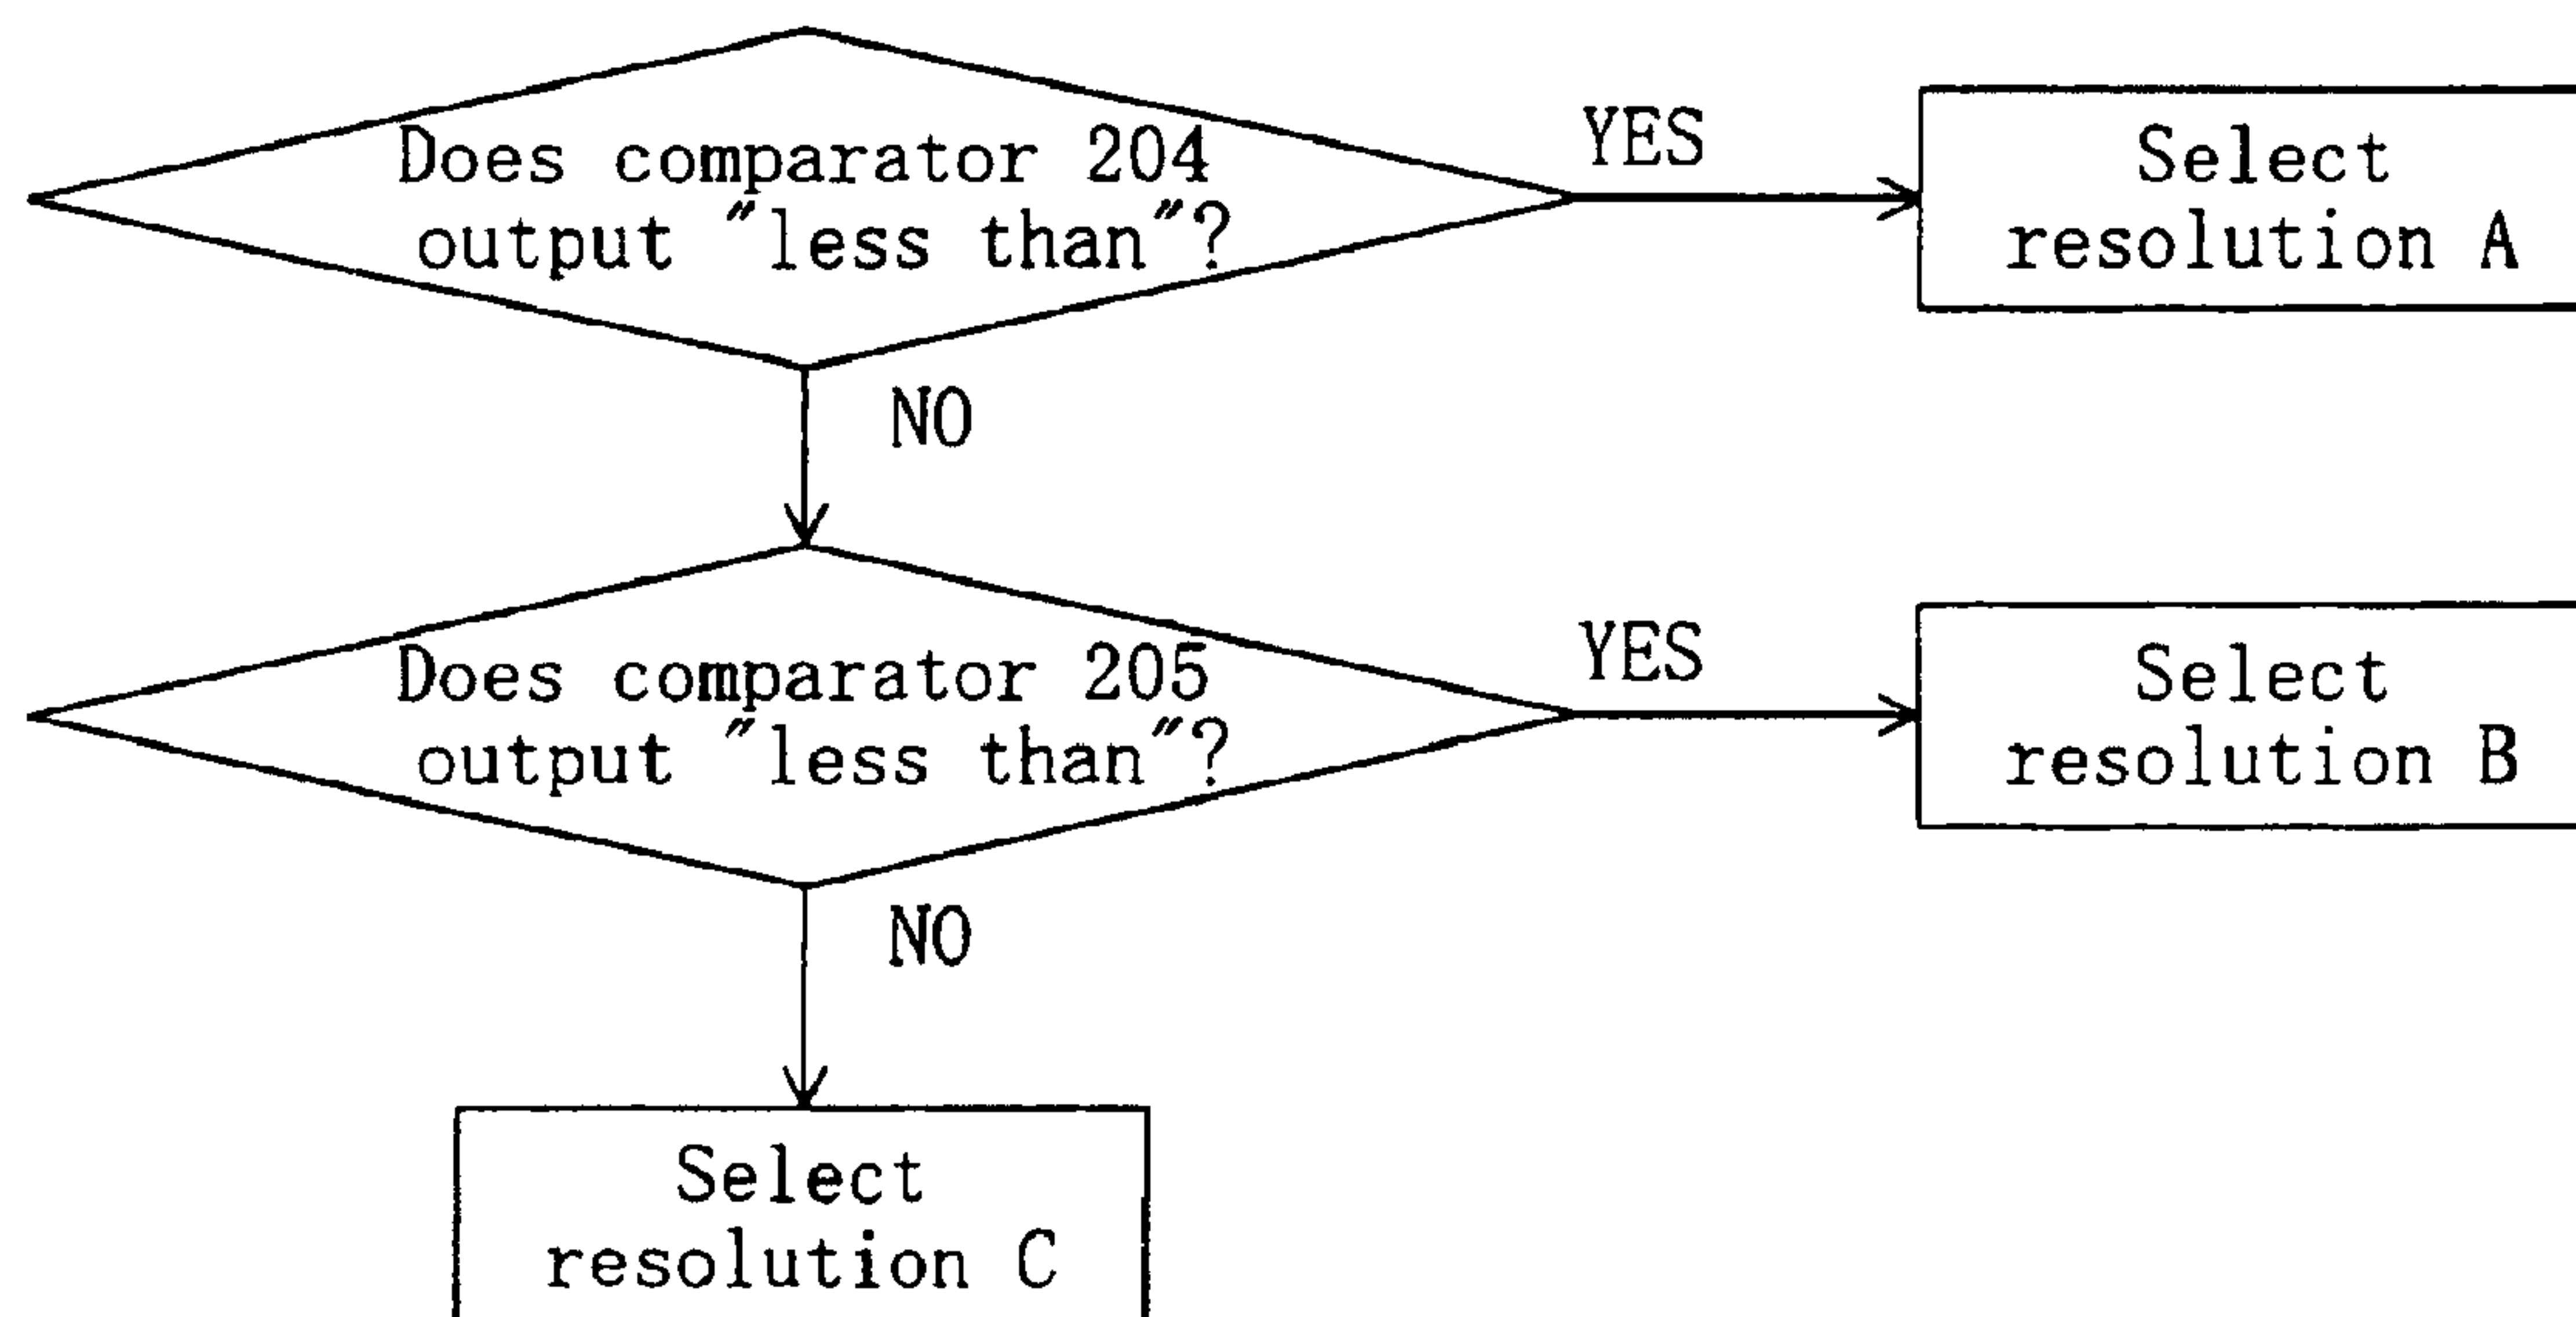 Does comparator 204
output "less than"?
YES
Select
resolution A
NO
Does comparator 205
output "less than"?
YES
Select
resolution B
NO
Select
resolution C